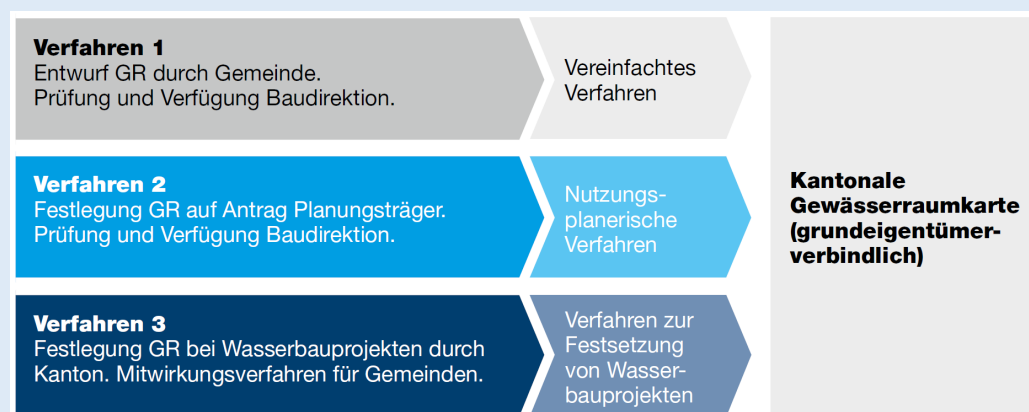 Verfahren 1
Entwurf GR durch Gemeinde.
Prüfung und Verfügung Baudirektion.
Vereinfachtes
Verfahren
Verfahren 2
Festlegung GR auf Antrag Planungsträger.
Prüfung und Verfügung Baudirektion.
Nutzungs-
planerische
Verfahren
Verfahren 3
Festlegung GR bei Wasserbauprojekten durch
Kanton. Mitwirkungsverfahren für Gemeinden.
Verfahren zur
Festsetzung
von Wasser-
bauprojekten
Kantonale
Gewässerraumkarte
(grundeigentümer-
verbindlich)